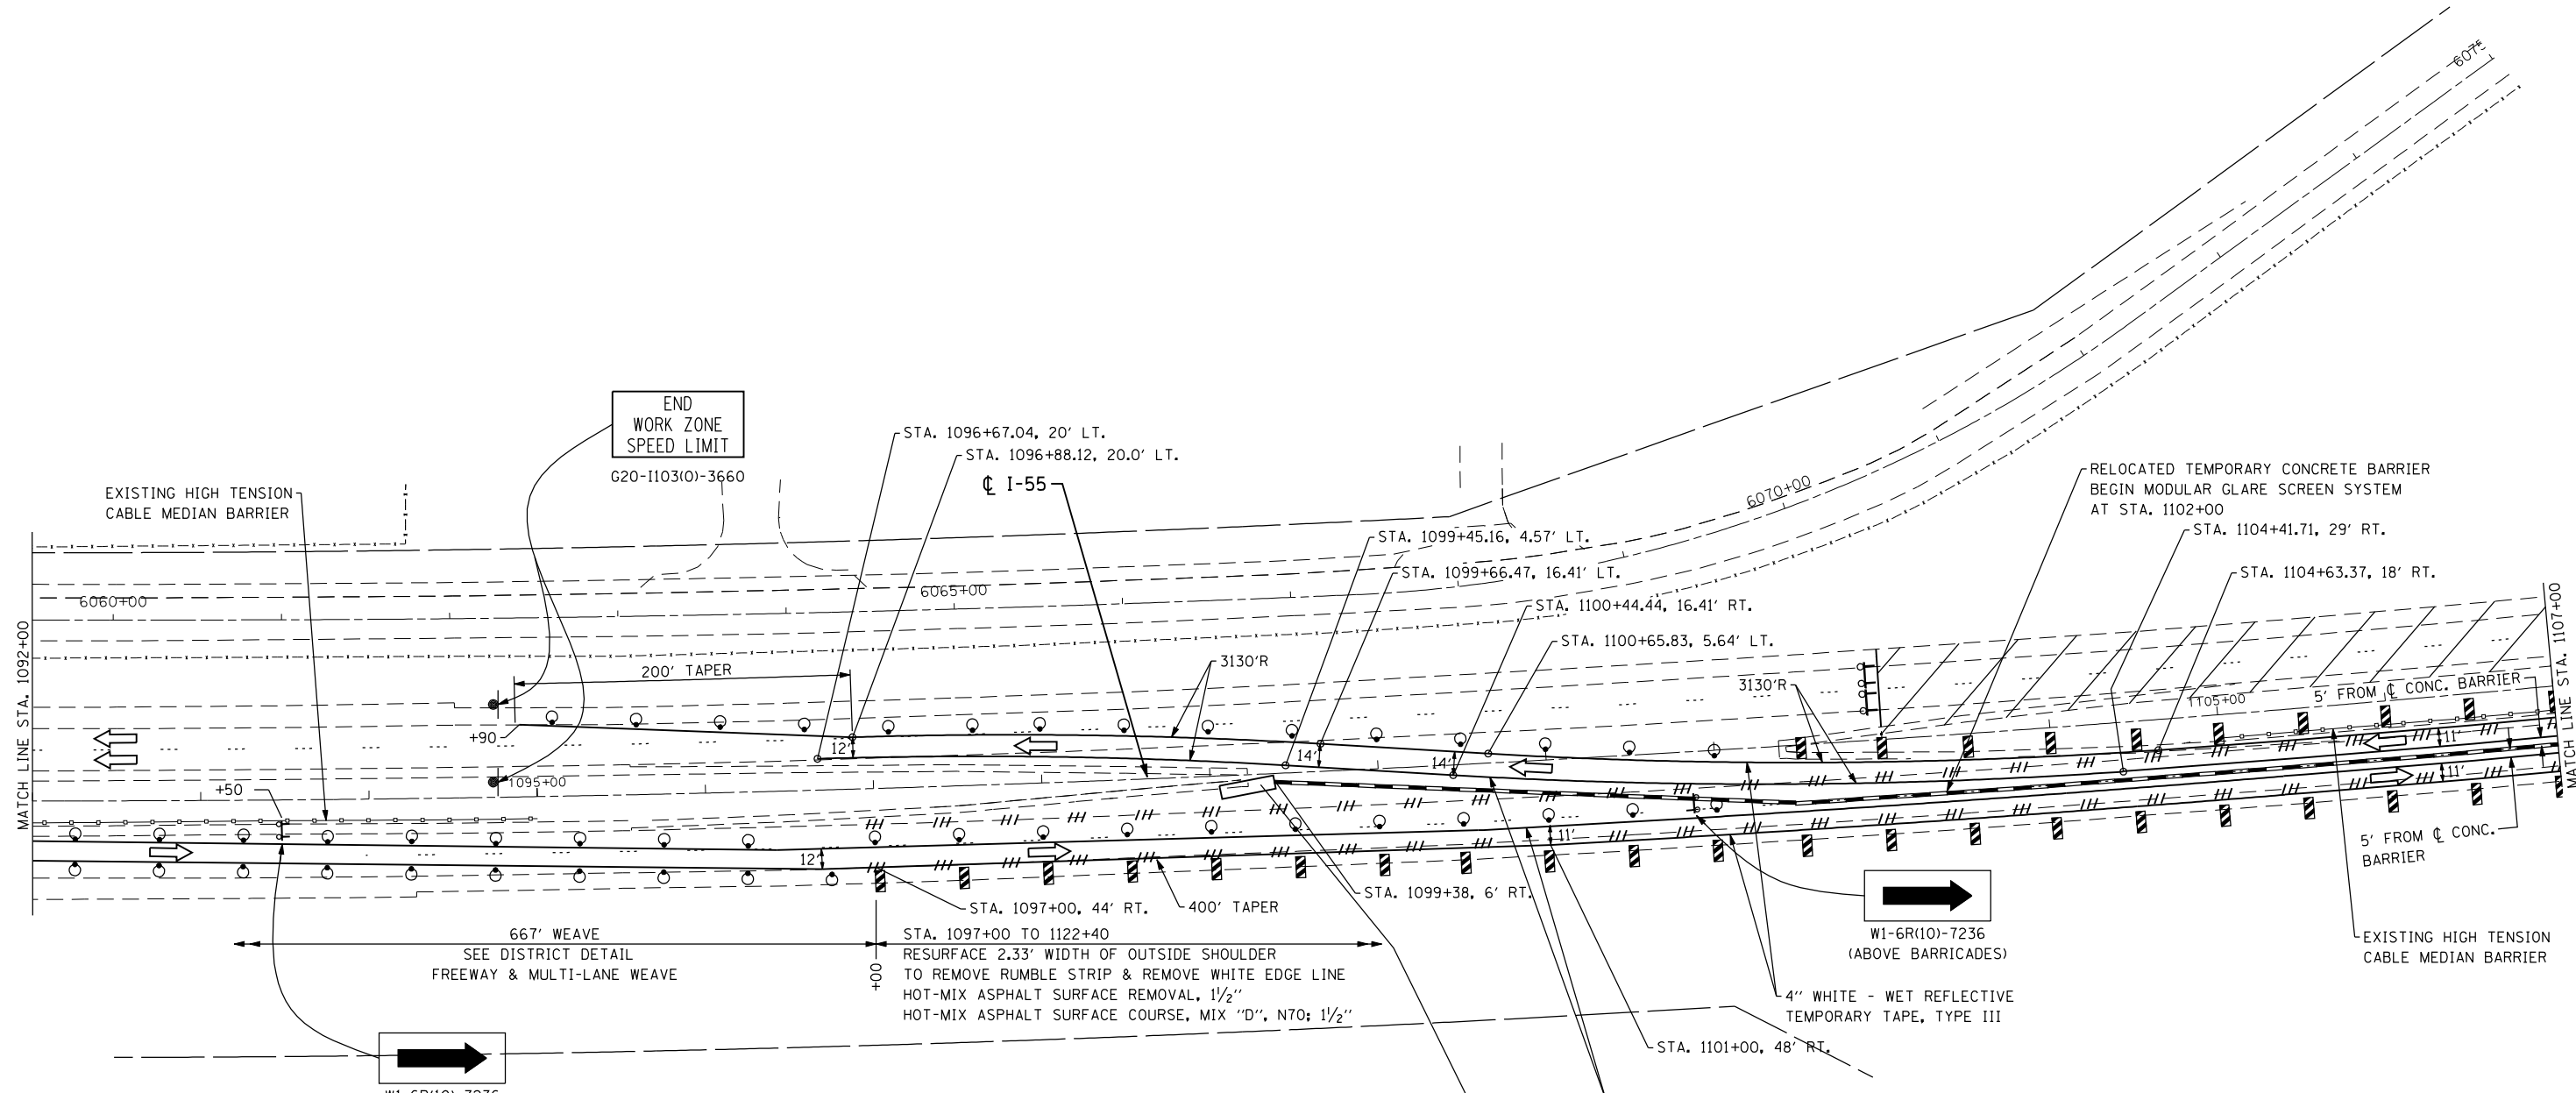 6075
END
WORK ZONE
SPEED LIMIT
G20-I103(O)-3660
STA. 1096+67.04, 20' LT.
STA. 1096+88.12, 20.0' LT.
℄ I-55
EXISTING HIGH TENSION
CABLE MEDIAN BARRIER
RELOCATED TEMPORARY CONCRETE BARRIER
BEGIN MODULAR GLARE SCREEN SYSTEM
AT STA. 1102+00
6070+00
STA. 1104+41.71, 29' RT.
STA. 1099+45.16, 4.57' LT.
STA. 1099+66.47, 16.41' LT.
STA. 1104+63.37, 18' RT.
6060+00
6065+00
STA. 1100+44.44, 16.41' RT.
STA. 1100+65.83, 5.64' LT.
MATCH LINE STA. 1092+00
MATCH LINE STA. 1107+00
200' TAPER
3130'R
3130'R
1105+00
5' FROM ℄ CONC. BARRIER
+90
12'
14'
14'
11'
11'
+50
1095+00
12'
11'
5' FROM ℄ CONC.
BARRIER
STA. 1099+38, 6' RT.
STA. 1097+00, 44' RT.
400' TAPER
W1-6R(10)-7236
(ABOVE BARRICADES)
667' WEAVE
SEE DISTRICT DETAIL
FREEWAY & MULTI-LANE WEAVE
+00
STA. 1097+00 TO 1122+40
RESURFACE 2.33' WIDTH OF OUTSIDE SHOULDER
TO REMOVE RUMBLE STRIP & REMOVE WHITE EDGE LINE
HOT-MIX ASPHALT SURFACE REMOVAL, 1½"
HOT-MIX ASPHALT SURFACE COURSE, MIX "D", N70; 1½"
EXISTING HIGH TENSION
CABLE MEDIAN BARRIER
4" WHITE - WET REFLECTIVE
TEMPORARY TAPE, TYPE III
STA. 1101+00, 48' RT.
W1-6R(10)-7236